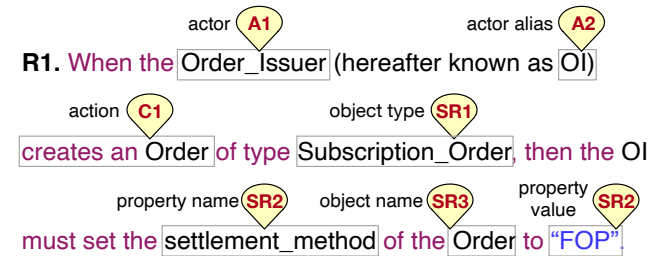 actor A1 actor alias A2
R1. When the Order_Issuer (hereafter known as OI)
action C1 object type SR1
creates an Order of type Subscription_Order, then the OI
property name SR2 object name SR3 property value SR2
must set the settlement_method of the Order to “FOP”.